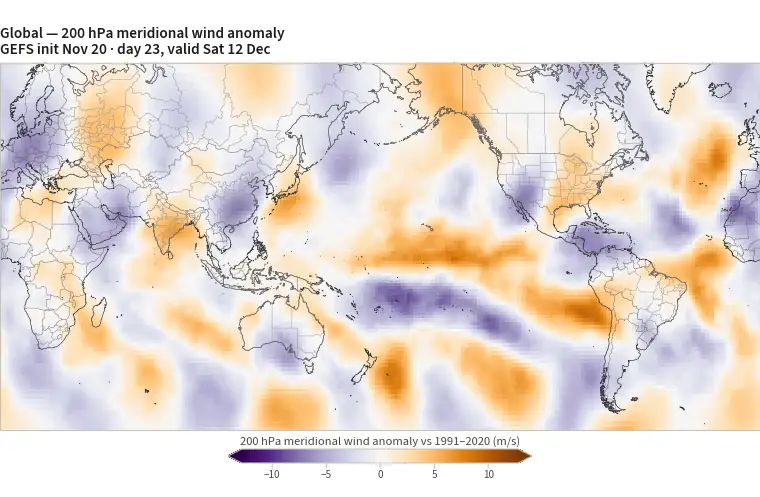 Global — 200 hPa meridional wind anomaly
GEFS init Nov 20 · day 23, valid Sat 12 Dec
200 hPa meridional wind anomaly vs 1991–2020 (m/s)
−10 −5 0 5 10